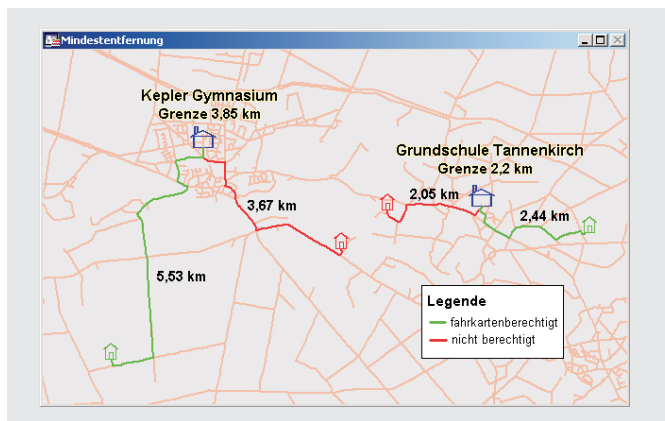 Mindestentfernung
Kepler Gymnasium
Grenze 3,85 km
Grundschule Tannenkirch
Grenze 2,2 km
2,05 km
3,67 km
2,44 km
5,53 km
Legende
fahrkartenberechtigt
nicht berechtigt